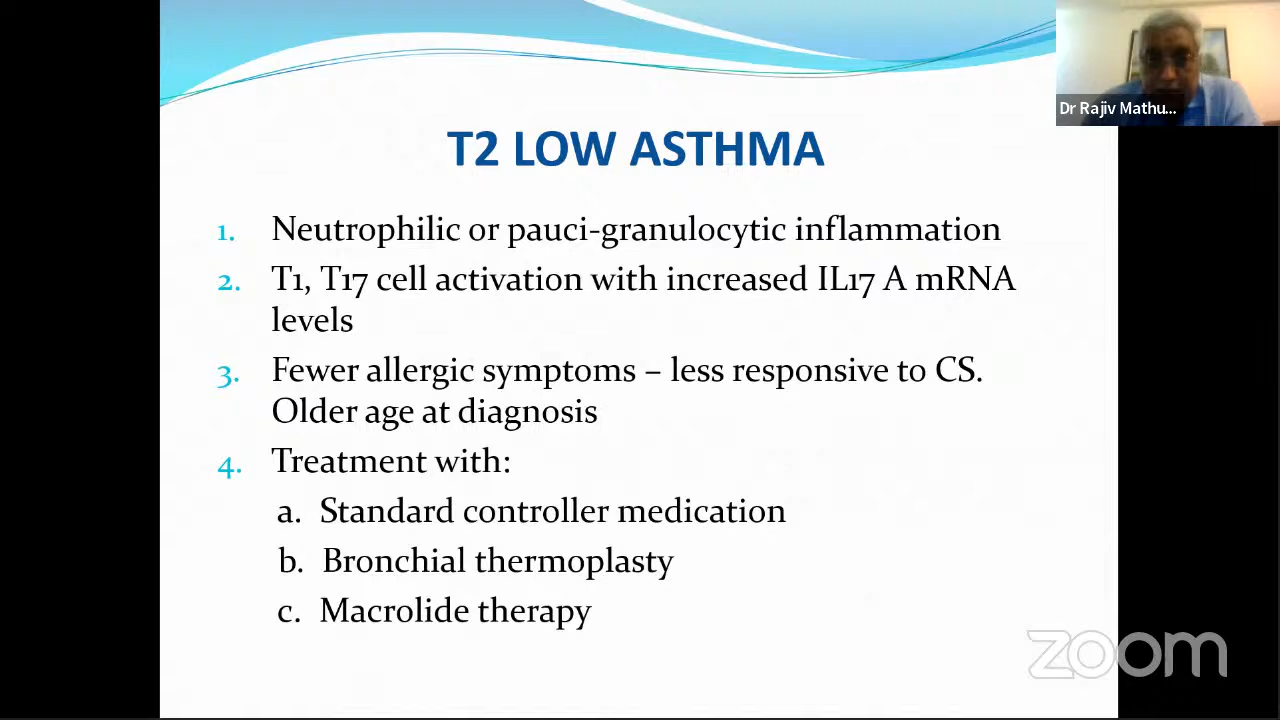 Dr Rajiv Mathu...
T2 LOW ASTHMA
1. Neutrophilic or pauci-granulocytic inflammation
2. T1, T17 cell activation with increased IL17 A mRNA
levels
3. Fewer allergic symptoms – less responsive to CS.
Older age at diagnosis
4. Treatment with:
a. Standard controller medication
b. Bronchial thermoplasty
c. Macrolide therapy
zoom